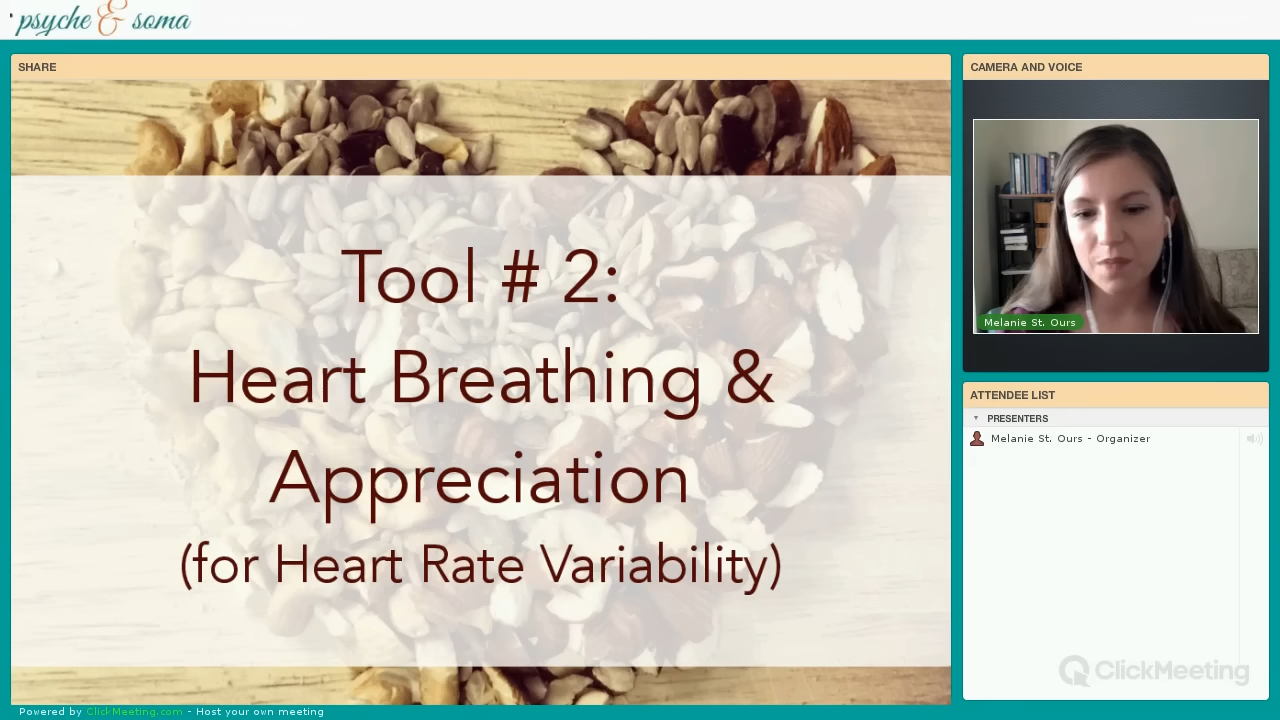 psyche & soma
SHARE
Tool # 2:
Heart Breathing &
Appreciation
(for Heart Rate Variability)
CAMERA AND VOICE
Melanie St. Ours
ATTENDEE LIST
PRESENTERS
Melanie St. Ours - Organizer
ClickMeeting
Powered by ClickMeeting.com - Host your own meeting